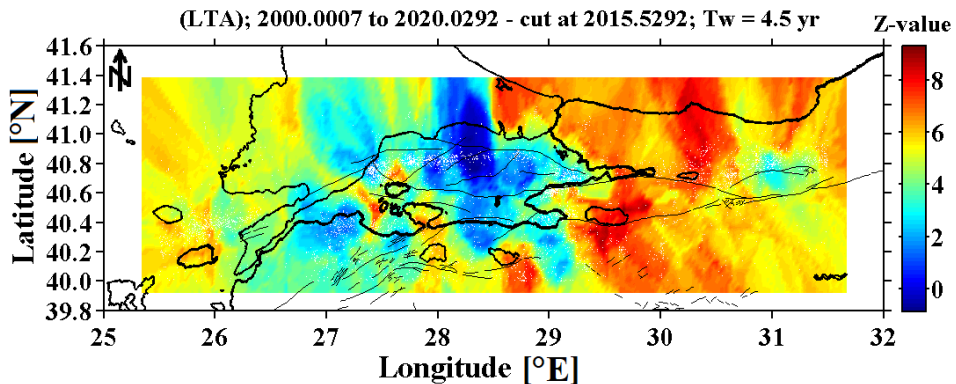 (LTA); 2000.0007 to 2020.0292 - cut at 2015.5292; Tw = 4.5 yr
Z-value
41.6
41.4
41.2
41.0
40.8
40.6
40.4
40.2
40.0
39.8
Latitude [°N]
N
8
6
4
2
0
25 26 27 28 29 30 31 32
Longitude [°E]